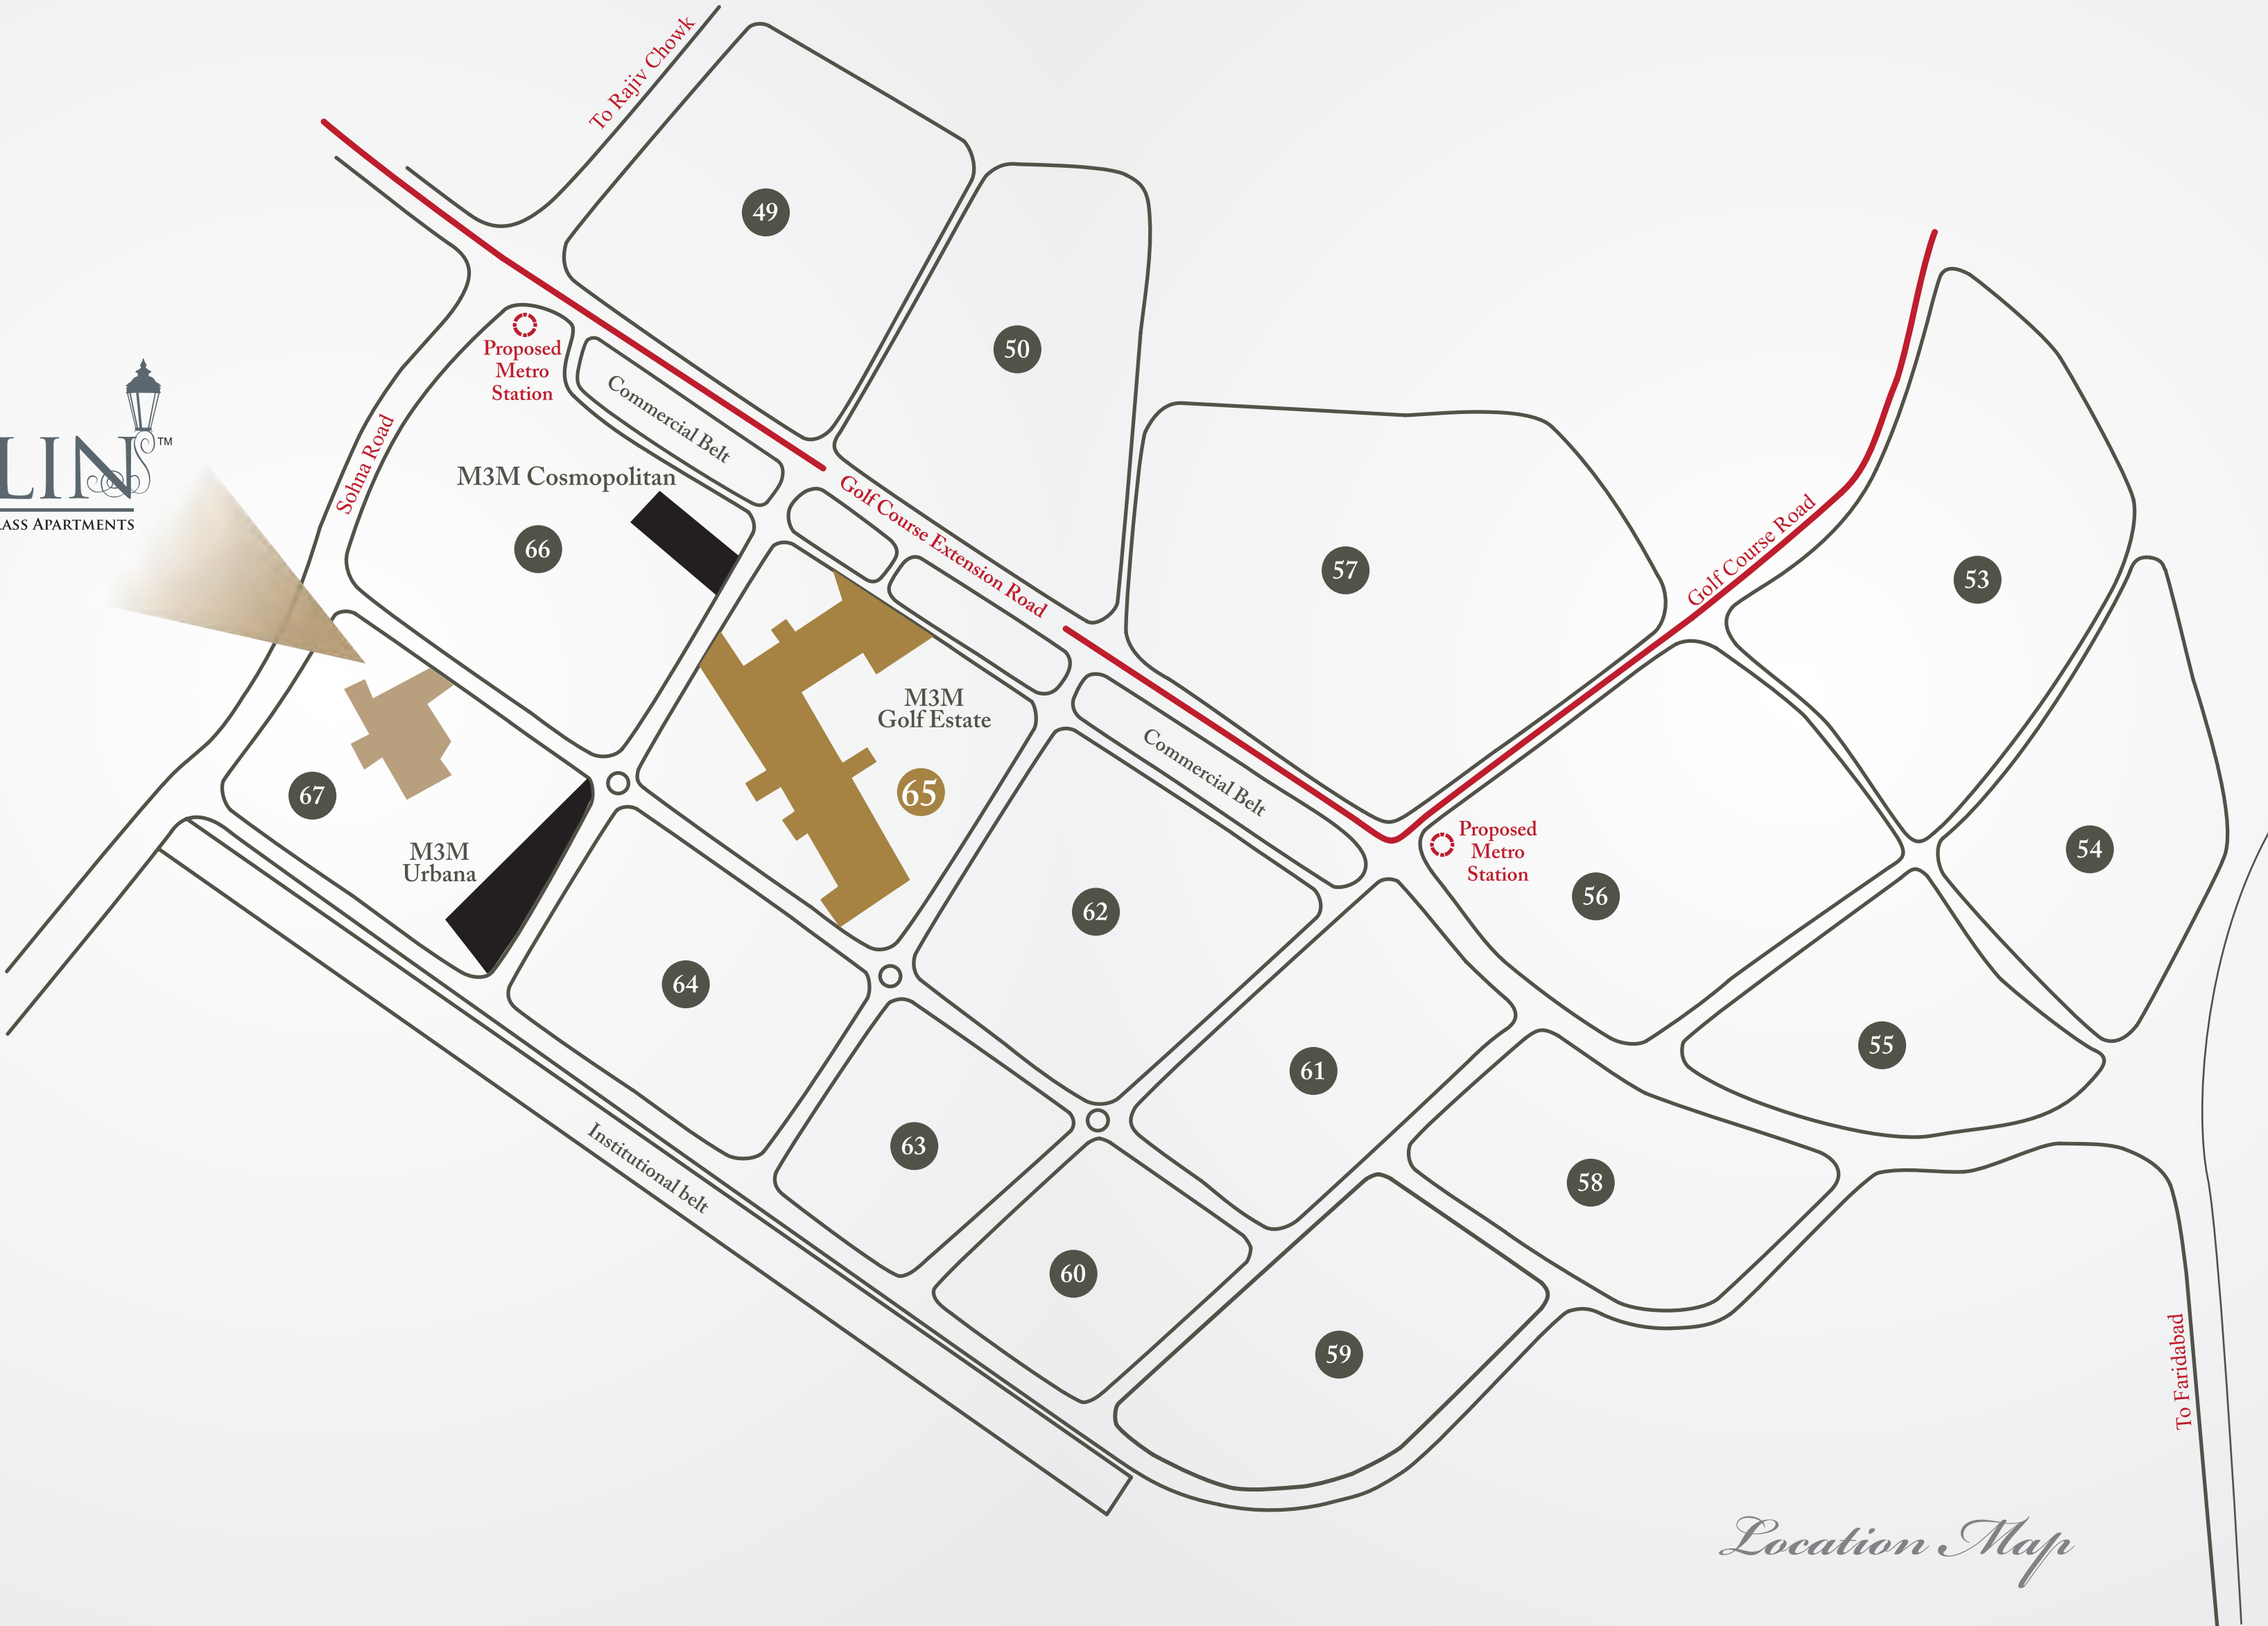 To Rajiv Chowk
49
50
Proposed
Metro
Station
Commercial Belt
LIN
TM
LASS APARTMENTS
Sohna Road
M3M Cosmopolitan
66
Golf Course Extension Road
57
Golf Course Road
53
M3M
Golf Estate
65
67
M3M
Urbana
Commercial Belt
Proposed
Metro
Station
54
56
62
64
55
61
63
58
Institutional belt
60
59
To Faridabad
Location Map